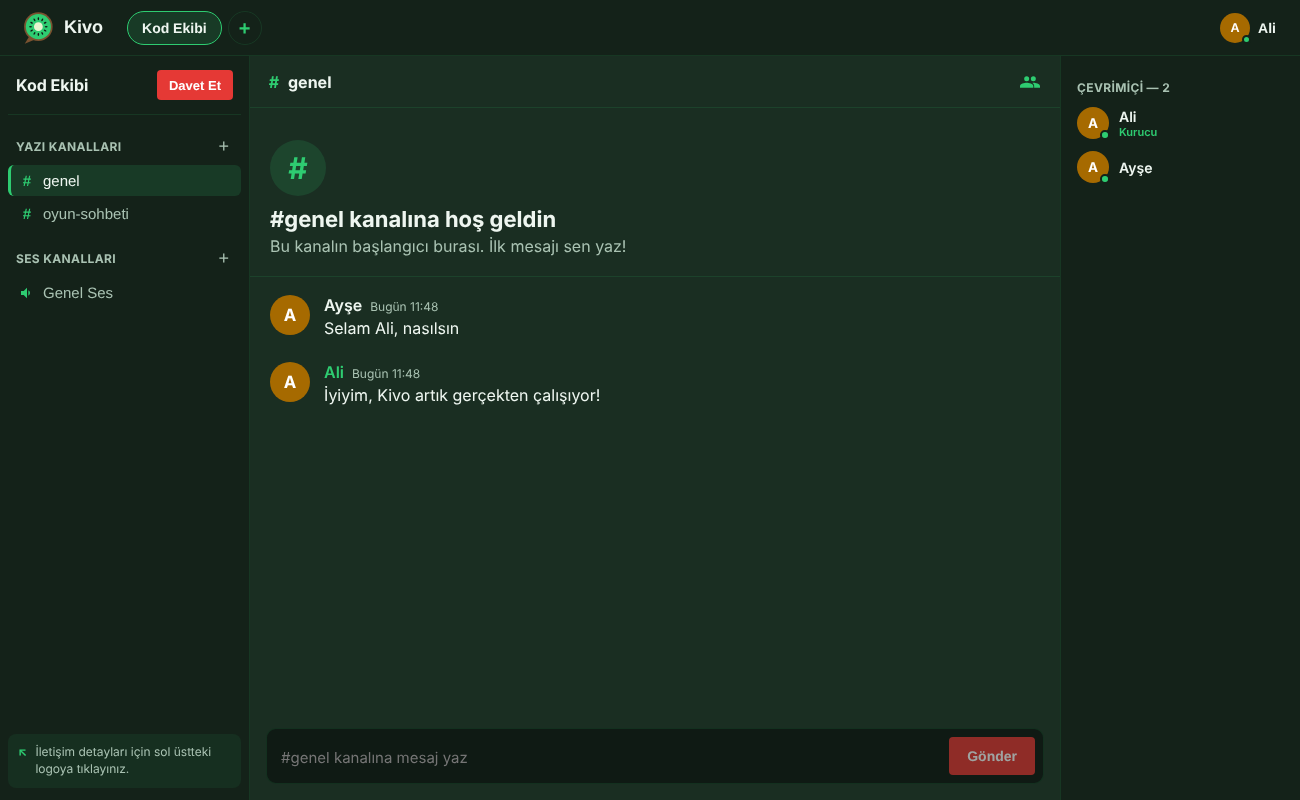 Kivo
Kod Ekibi
+
A
Ali
Kod Ekibi
Davet Et
YAZI KANALLARI
+
# genel
# oyun-sohbeti
SES KANALLARI
+
Genel Ses
İletişim detayları için sol üstteki
logoya tıklayınız.
# genel
#
#genel kanalına hoş geldin
Bu kanalın başlangıcı burası. İlk mesajı sen yaz!
A
Ayşe Bugün 11:48
Selam Ali, nasılsın
A
Ali Bugün 11:48
İyiyim, Kivo artık gerçekten çalışıyor!
#genel kanalına mesaj yaz
Gönder
ÇEVRİMİÇİ — 2
A
Ali
Kurucu
A
Ayşe